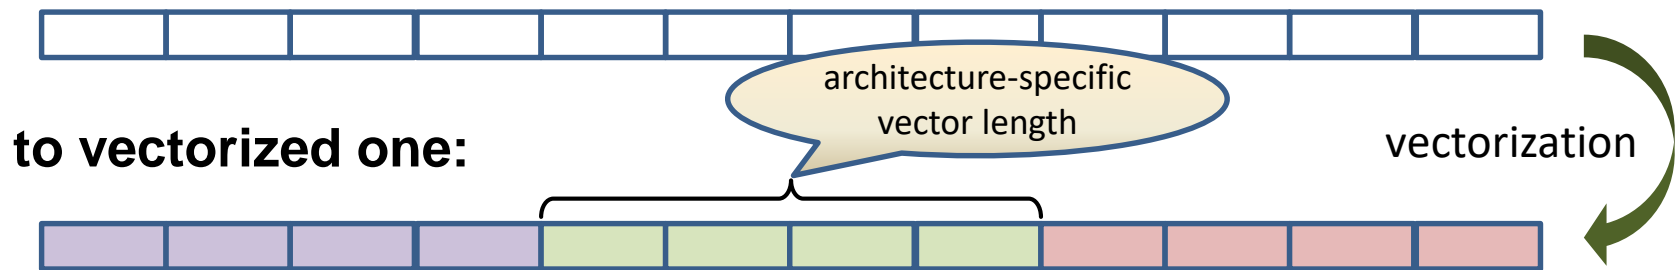 architecture-specific
vector length
to vectorized one:
vectorization